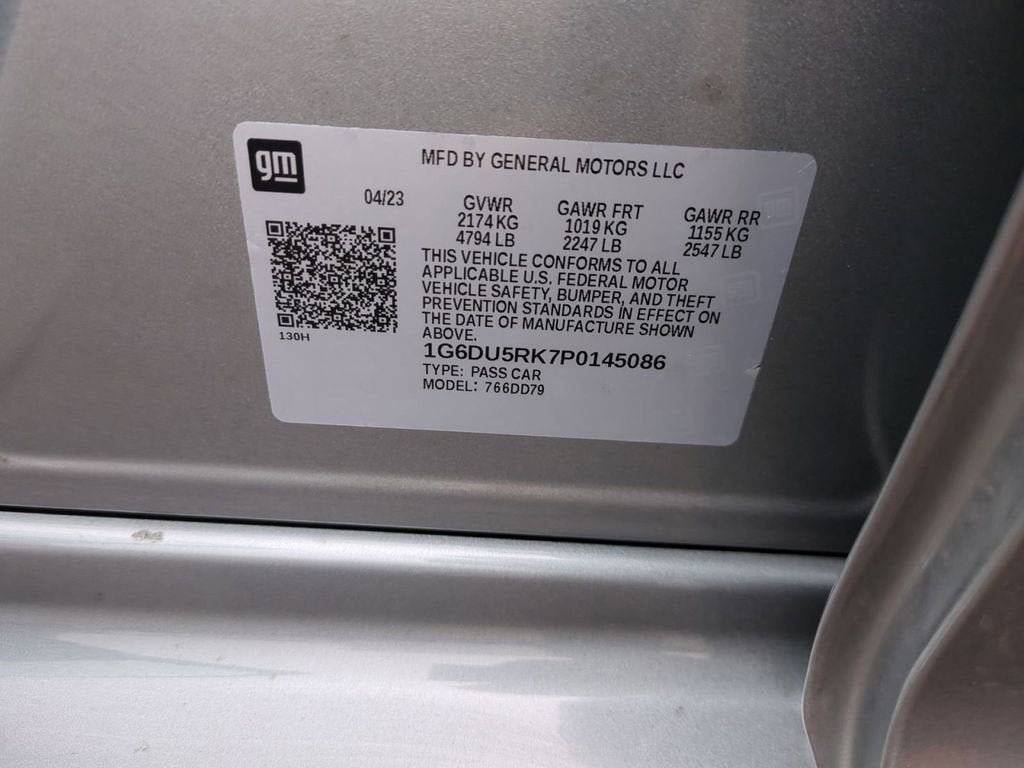 gm
MFD BY GENERAL MOTORS LLC
04/23
GVWR GAWR FRT GAWR RR
2174 KG 1019 KG 1155 KG
4794 LB 2247 LB 2547 LB
THIS VEHICLE CONFORMS TO ALL
APPLICABLE U.S. FEDERAL MOTOR
VEHICLE SAFETY, BUMPER, AND THEFT
PREVENTION STANDARDS IN EFFECT ON
THE DATE OF MANUFACTURE SHOWN
ABOVE.
130H
1G6DU5RK7P0145086
TYPE: PASS CAR
MODEL: 766DD79